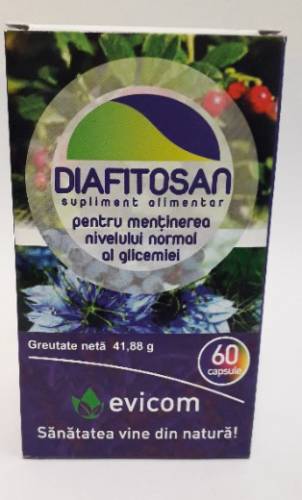 DIAFITOSAN
supliment alimentar
pentru menținerea
nivelului normal
al glicemiei
Greutate netă 41,88 g
60
capsule
evicom
Sănătatea vine din natură!